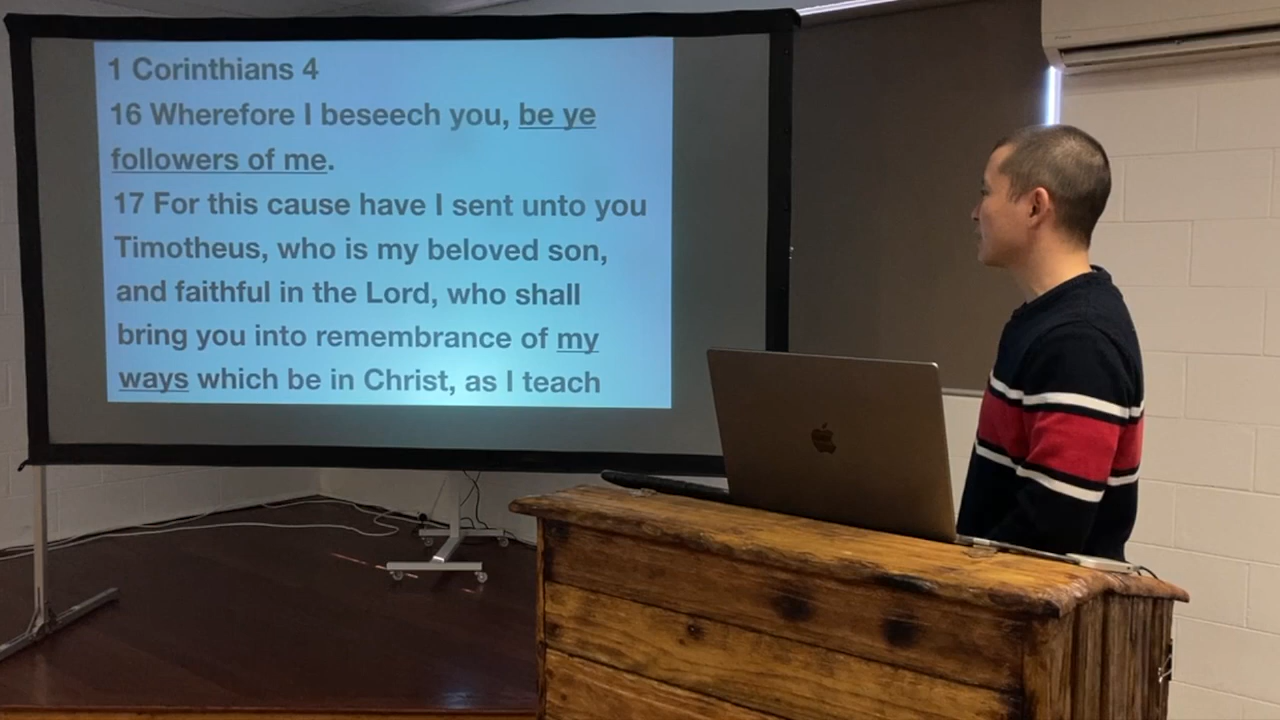 1 Corinthians 4
16 Wherefore I beseech you, be ye
followers of me.
17 For this cause have I sent unto you
Timotheus, who is my beloved son,
and faithful in the Lord, who shall
bring you into remembrance of my
ways which be in Christ, as I teach